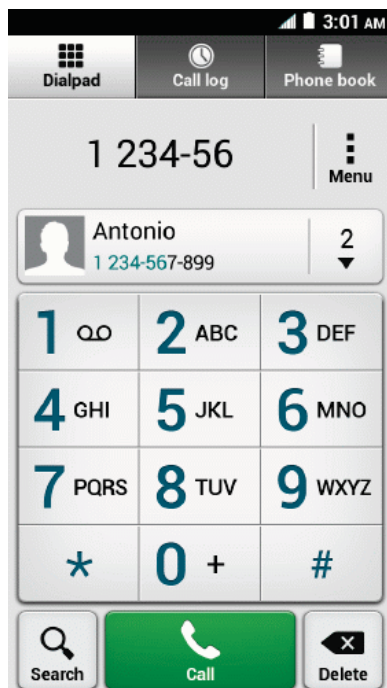 3:01 AM
Dialpad Call log Phone book
1 234-56
Menu
Antonio
1 234-567-899
2
1 2 ABC 3 DEF
4 GHI 5 JKL 6 MNO
7 PQRS 8 TUV 9 WXYZ
* 0 + #
Search Call Delete